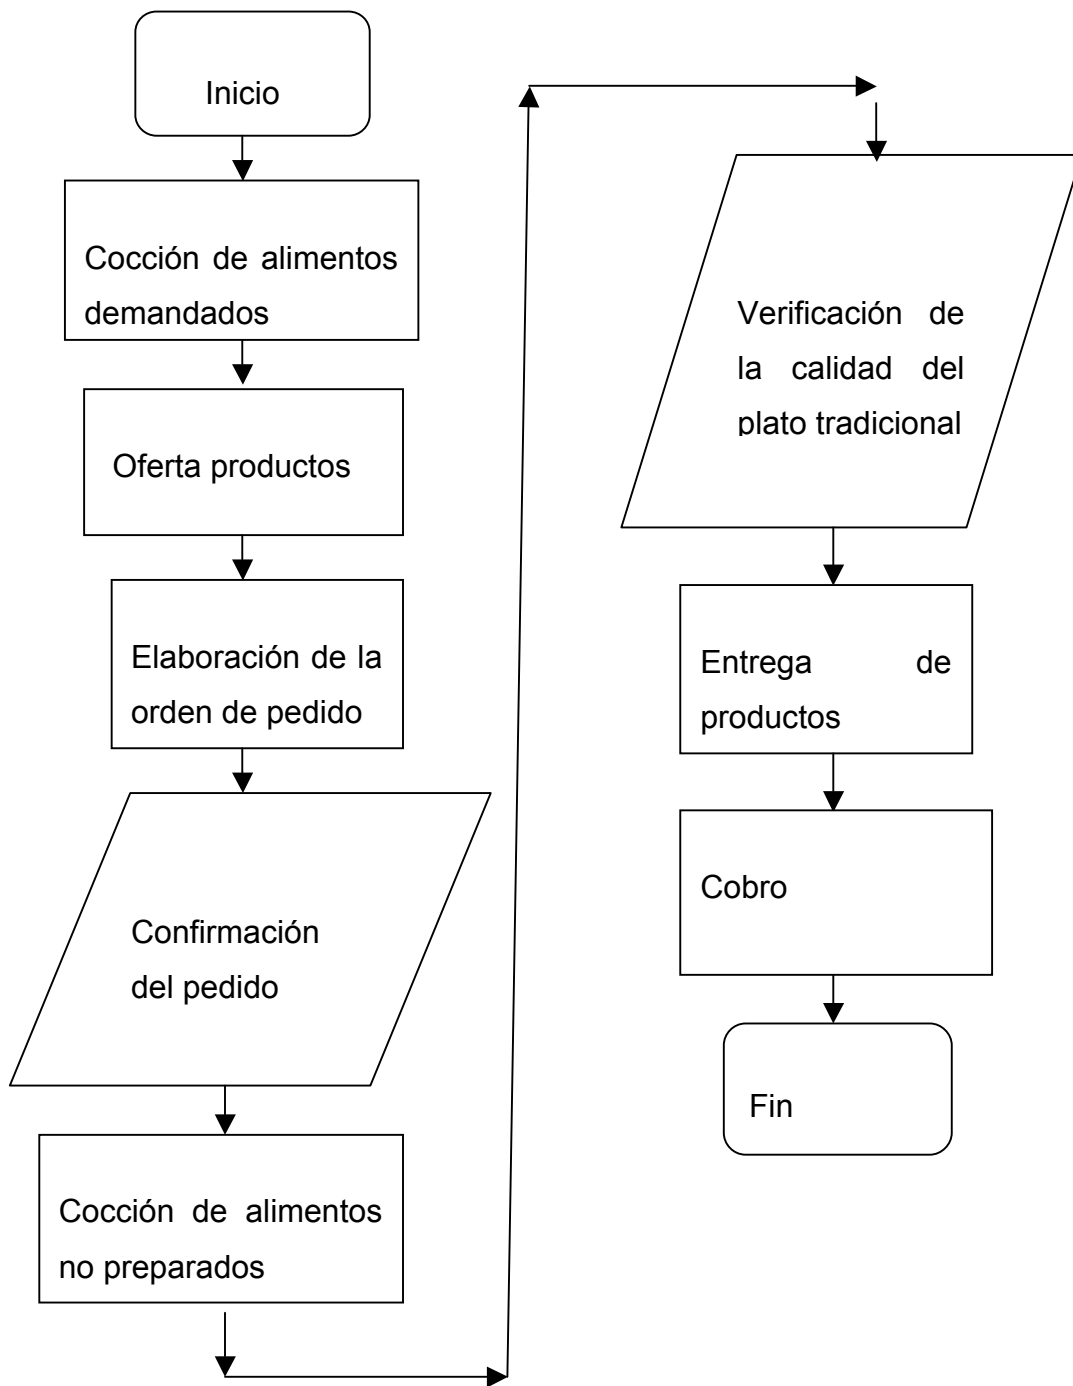 Inicio
Cocción de alimentos
demandados
Oferta productos
Elaboración de la
orden de pedido
Confirmación
del pedido
Cocción de alimentos
no preparados
Verificación de
la calidad del
plato tradicional
Entrega de
productos
Cobro
Fin